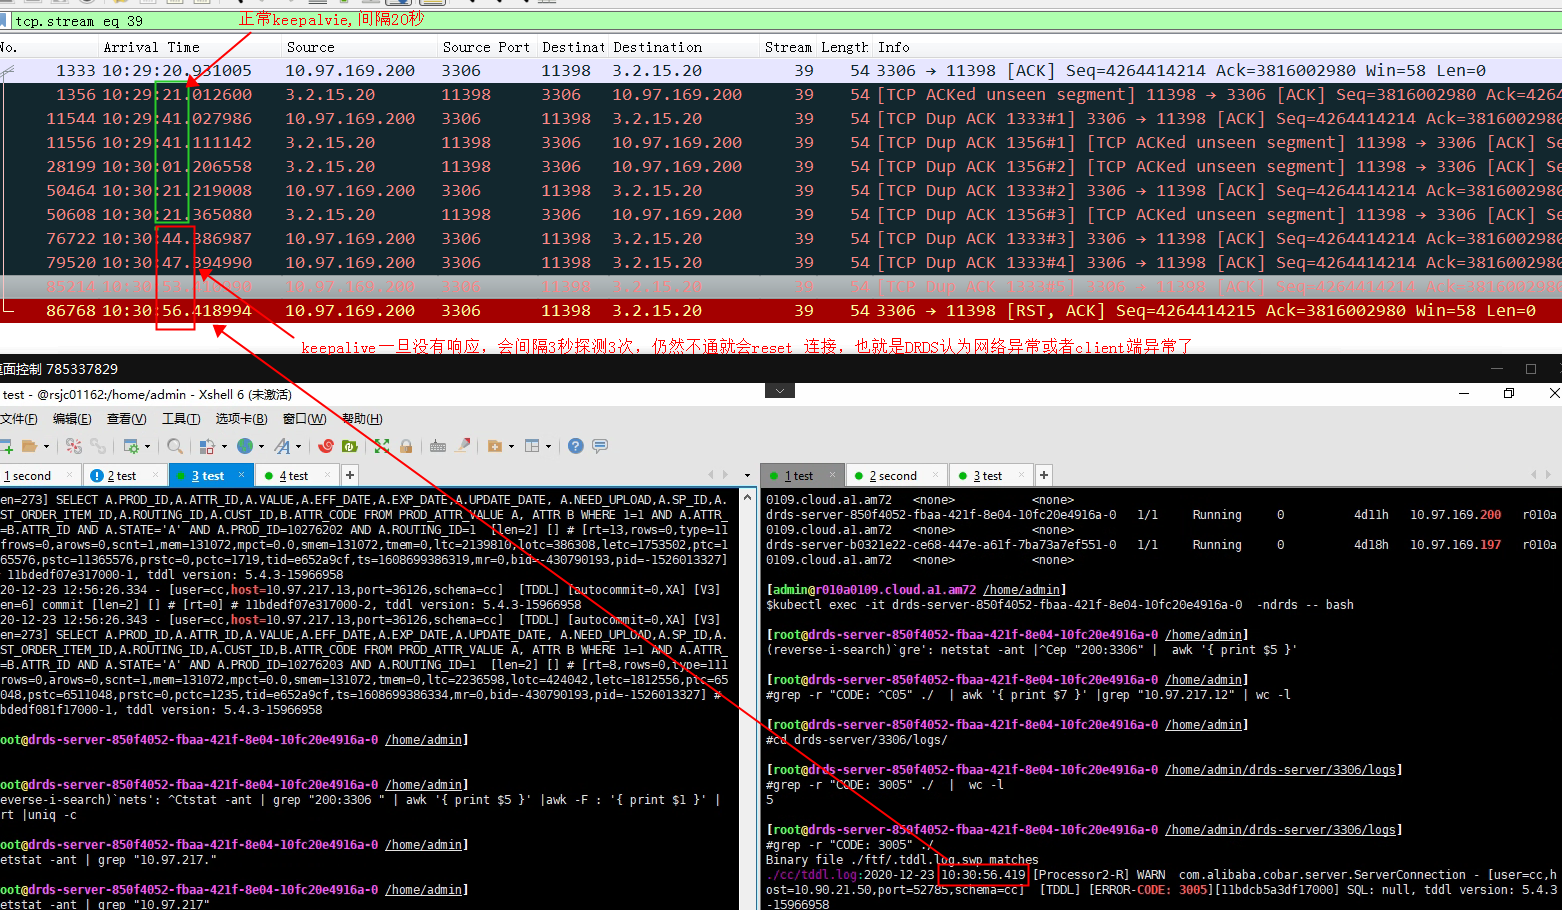 tcp.stream eq 39
正常keepalvie,间隔20秒
No. Arrival Time Source Source Port Destinat Destination Stream Length Info
1333 10:29:20.931005 10.97.169.200 3306 11398 3.2.15.20 39 54 3306 → 11398 [ACK] Seq=4264414214 Ack=3816002980 Win=58 Len=0
1356 10:29:21.012600 3.2.15.20 11398 3306 10.97.169.200 39 54 [TCP ACKed unseen segment] 11398 → 3306 [ACK] Seq=3816002980 Ack=4264
11544 10:29:41.027986 10.97.169.200 3306 11398 3.2.15.20 39 54 [TCP Dup ACK 1333#1] 3306 → 11398 [ACK] Seq=4264414214 Ack=3816002980
11556 10:29:41.111142 3.2.15.20 11398 3306 10.97.169.200 39 54 [TCP Dup ACK 1356#1] [TCP ACKed unseen segment] 11398 → 3306 [ACK] Se
28199 10:30:01.206558 3.2.15.20 11398 3306 10.97.169.200 39 54 [TCP Dup ACK 1356#2] [TCP ACKed unseen segment] 11398 → 3306 [ACK] Se
50464 10:30:21.219008 10.97.169.200 3306 11398 3.2.15.20 39 54 [TCP Dup ACK 1333#2] 3306 → 11398 [ACK] Seq=4264414214 Ack=3816002980
50608 10:30:21.365080 3.2.15.20 11398 3306 10.97.169.200 39 54 [TCP Dup ACK 1356#3] [TCP ACKed unseen segment] 11398 → 3306 [ACK] Se
76722 10:30:44.386987 10.97.169.200 3306 11398 3.2.15.20 39 54 [TCP Dup ACK 1333#3] 3306 → 11398 [ACK] Seq=4264414214 Ack=3816002980
79520 10:30:47.394990 10.97.169.200 3306 11398 3.2.15.20 39 54 [TCP Dup ACK 1333#4] 3306 → 11398 [ACK] Seq=4264414214 Ack=3816002980
85214 10:30:53. 10.97.169.200 3306 11398 3.2.15.20 39 54 [TCP Dup ACK 1333#5] 3306 → 11398 [ACK] Seq=4264414214 Ack=3816002980
86768 10:30:56.418994 10.97.169.200 3306 11398 3.2.15.20 39 54 3306 → 11398 [RST, ACK] Seq=4264414215 Ack=3816002980 Win=58 Len=0
keepalive一旦没有响应，会间隔3秒探测3次，仍然不通就会reset 连接，也就是DRDS认为网络异常或者client端异常了
面控制 785337829
test - @rsjc01162:/home/admin - Xshell 6 (未激活)
文件(F) 编辑(E) 查看(V) 工具(T) 选项卡(B) 窗口(W) 帮助(H)
1 second 2 test 3 test 4 test +
en=273] SELECT A.PROD_ID,A.ATTR_ID,A.VALUE,A.EFF_DATE,A.EXP_DATE,A.UPDATE_DATE, A.NEED_UPLOAD,A.SP_ID,A.
ST_ORDER_ITEM_ID,A.ROUTING_ID,A.CUST_ID,B.ATTR_CODE FROM PROD_ATTR_VALUE A, ATTR B WHERE 1=1 AND A.ATTR_
=B.ATTR_ID AND A.STATE='A' AND A.PROD_ID=10276202 AND A.ROUTING_ID=1 [len=2] [] # [rt=13,rows=0,type=11
frows=0,arows=0,scnt=1,mem=131072,mpct=0.0,smem=131072,tmem=0,ltc=2139810,lotc=386308,letc=1753502,ptc=1
165576,pstc=11365576,prstc=0,pctc=1719,tid=e652a9cf,ts=1608699386319,mr=0,bid=-430790193,pid=-1526013327]
11bdedf07e317000-1, tddl version: 5.4.3-15966958
20-12-23 12:56:26.334 - [user=cc,host=10.97.217.13,port=36126,schema=cc] [TDDL] [autocommit=0,XA] [V3]
en=6] commit [len=2] [] # [rt=0] # 11bdedf07e317000-2, tddl version: 5.4.3-15966958
20-12-23 12:56:26.343 - [user=cc,host=10.97.217.13,port=36126,schema=cc] [TDDL] [autocommit=0,XA] [V3]
en=273] SELECT A.PROD_ID,A.ATTR_ID,A.VALUE,A.EFF_DATE,A.EXP_DATE,A.UPDATE_DATE, A.NEED_UPLOAD,A.SP_ID,A.
ST_ORDER_ITEM_ID,A.ROUTING_ID,A.CUST_ID,B.ATTR_CODE FROM PROD_ATTR_VALUE A, ATTR B WHERE 1=1 AND A.ATTR_
=B.ATTR_ID AND A.STATE='A' AND A.PROD_ID=10276203 AND A.ROUTING_ID=1 [len=2] [] # [rt=8,rows=0,type=111
rows=0,arows=0,scnt=1,mem=131072,mpct=0.0,smem=131072,tmem=0,ltc=2236598,lotc=424042,letc=1812556,ptc=65
048,pstc=6511048,prstc=0,pctc=1235,tid=e652a9cf,ts=1608699386334,mr=0,bid=-430790193,pid=-1526013327] #
bdedf081f17000-1, tddl version: 5.4.3-15966958
oot@drds-server-850f4052-fbaa-421f-8e04-10fc20e4916a-0 /home/admin]
oot@drds-server-850f4052-fbaa-421f-8e04-10fc20e4916a-0 /home/admin]
everse-i-search)`nets': ^Ctstat -ant | grep "200:3306 " | awk '{ print $5 }' |awk -F : '{ print $1 }' |
rt |uniq -c
oot@drds-server-850f4052-fbaa-421f-8e04-10fc20e4916a-0 /home/admin]
etstat -ant | grep "10.97.217."
oot@drds-server-850f4052-fbaa-421f-8e04-10fc20e4916a-0 /home/admin]
etstat -ant | grep "10.97.217"
1 test 2 second 3 test +
0109.cloud.a1.am72 <none> <none>
drds-server-850f4052-fbaa-421f-8e04-10fc20e4916a-0 1/1 Running 0 4d11h 10.97.169.200 r010a
0109.cloud.a1.am72 <none> <none>
drds-server-b0321e22-ce68-447e-a61f-7ba73a7ef551-0 1/1 Running 0 4d18h 10.97.169.197 r010a
0109.cloud.a1.am72 <none> <none>
[admin@r010a0109.cloud.a1.am72 /home/admin]
$kubectl exec -it drds-server-850f4052-fbaa-421f-8e04-10fc20e4916a-0 -ndrds -- bash
[root@drds-server-850f4052-fbaa-421f-8e04-10fc20e4916a-0 /home/admin]
(reverse-i-search)`gre': netstat -ant |^Cep "200:3306" | awk '{ print $5 }'
[root@drds-server-850f4052-fbaa-421f-8e04-10fc20e4916a-0 /home/admin]
#grep -r "CODE: ^C05" ./ | awk '{ print $7 }' |grep "10.97.217.12" | wc -l
[root@drds-server-850f4052-fbaa-421f-8e04-10fc20e4916a-0 /home/admin]
#cd drds-server/3306/logs/
[root@drds-server-850f4052-fbaa-421f-8e04-10fc20e4916a-0 /home/admin/drds-server/3306/logs]
#grep -r "CODE: 3005" ./ | wc -l
5
[root@drds-server-850f4052-fbaa-421f-8e04-10fc20e4916a-0 /home/admin/drds-server/3306/logs]
#grep -r "CODE: 3005" ./
Binary file ./ftf/.tddl.log.swp matches
./cc/tddl.log:2020-12-23 10:30:56.419 [Processor2-R] WARN com.alibaba.cobar.server.ServerConnection - [user=cc,h
ost=10.90.21.50,port=52785,schema=cc] [TDDL] [ERROR-CODE: 3005][11bdcb5a3df17000] SQL: null, tddl version: 5.4.3
-15966958